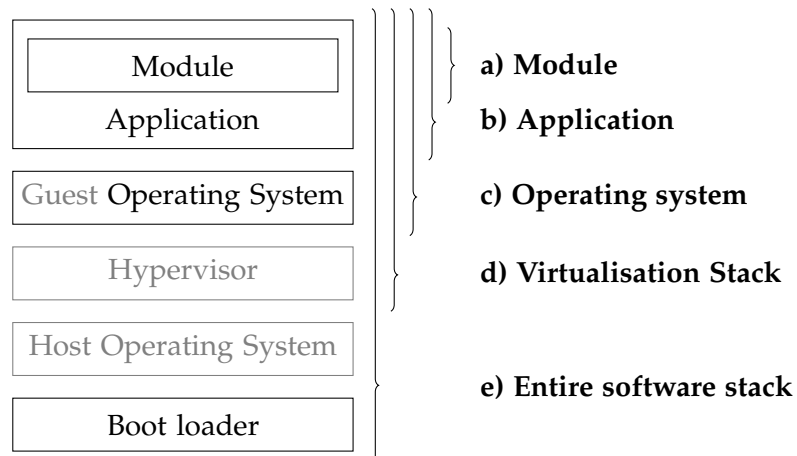 Module
a) Module
Application
b) Application
Guest Operating System
c) Operating system
Hypervisor
d) Virtualisation Stack
Host Operating System
e) Entire software stack
Boot loader